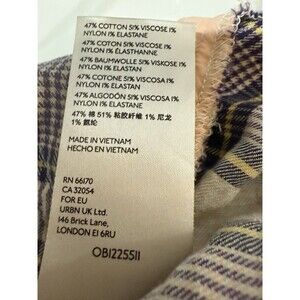 47% COTTON 51% VISCOSE 1%
NYLON 1% ELASTANE
47% COTON 51% VISCOSE 1%
NYLON 1% ELASTHANNE
47% BAUMWOLLE 51% VISKOSE 1%
NYLON 1% ELASTAN
47% COTONE 51% VISCOSA 1%
NYLON 1% ELASTAN
47% ALGODÓN 51% VISCOSA 1%
NYLON 1% ELASTANO
47% 棉 51% 粘胶纤维 1% 尼龙
1% 氨纶
MADE IN VIETNAM
HECHO EN VIETNAM
RN 66170
CA 32054
FOR EU
URBN UK Ltd.
146 Brick Lane,
LONDON E1 6RU
OB1225511